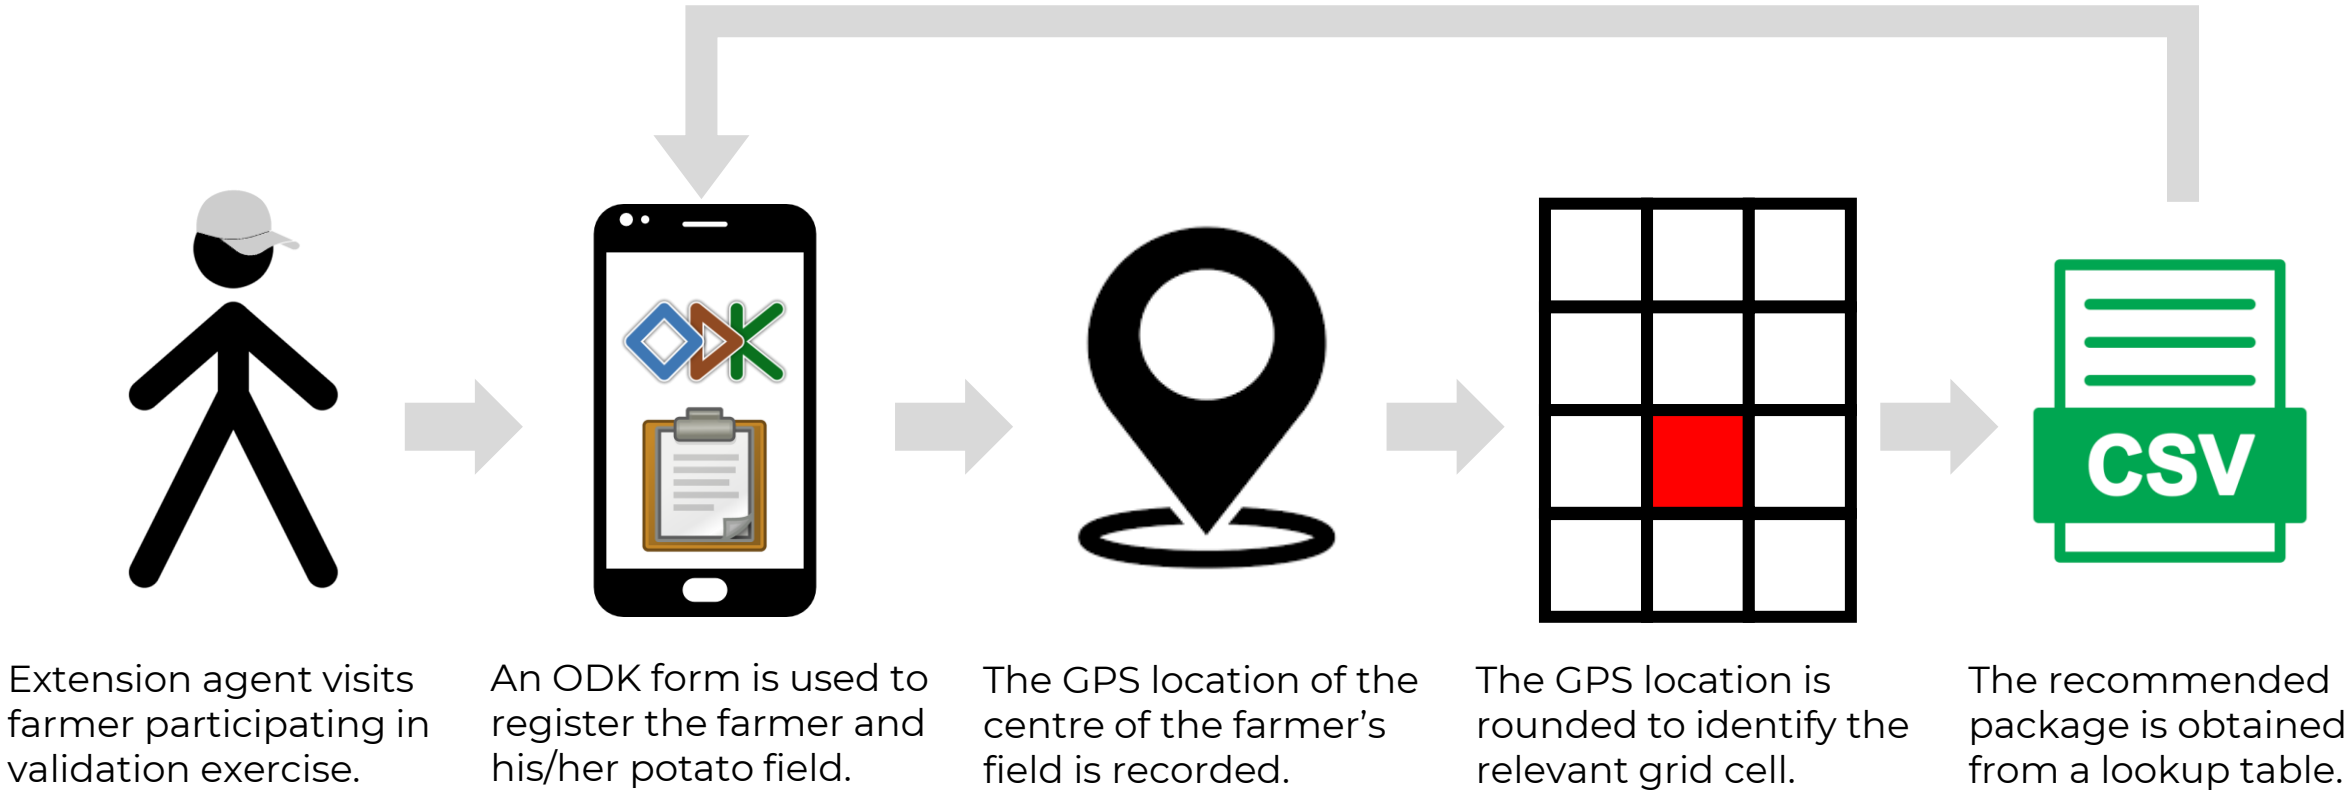 ODK
CSV
Extension agent visits
farmer participating in
validation exercise.
An ODK form is used to
register the farmer and
his/her potato field.
The GPS location of the
centre of the farmer’s
field is recorded.
The GPS location is
rounded to identify the
relevant grid cell.
The recommended
package is obtained
from a lookup table.